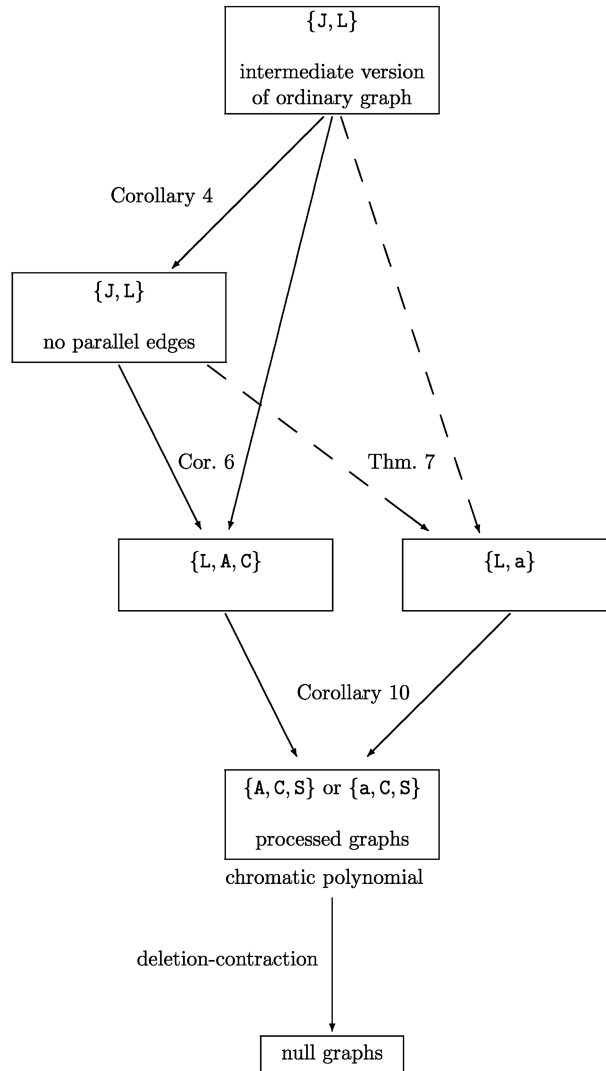 {J, L}
intermediate version
of ordinary graph
Corollary 4
{J, L}
no parallel edges
Cor. 6
Thm. 7
{L, A, C}
{L, a}
Corollary 10
{A, C, S} or {a, C, S}
processed graphs
chromatic polynomial
deletion-contraction
null graphs